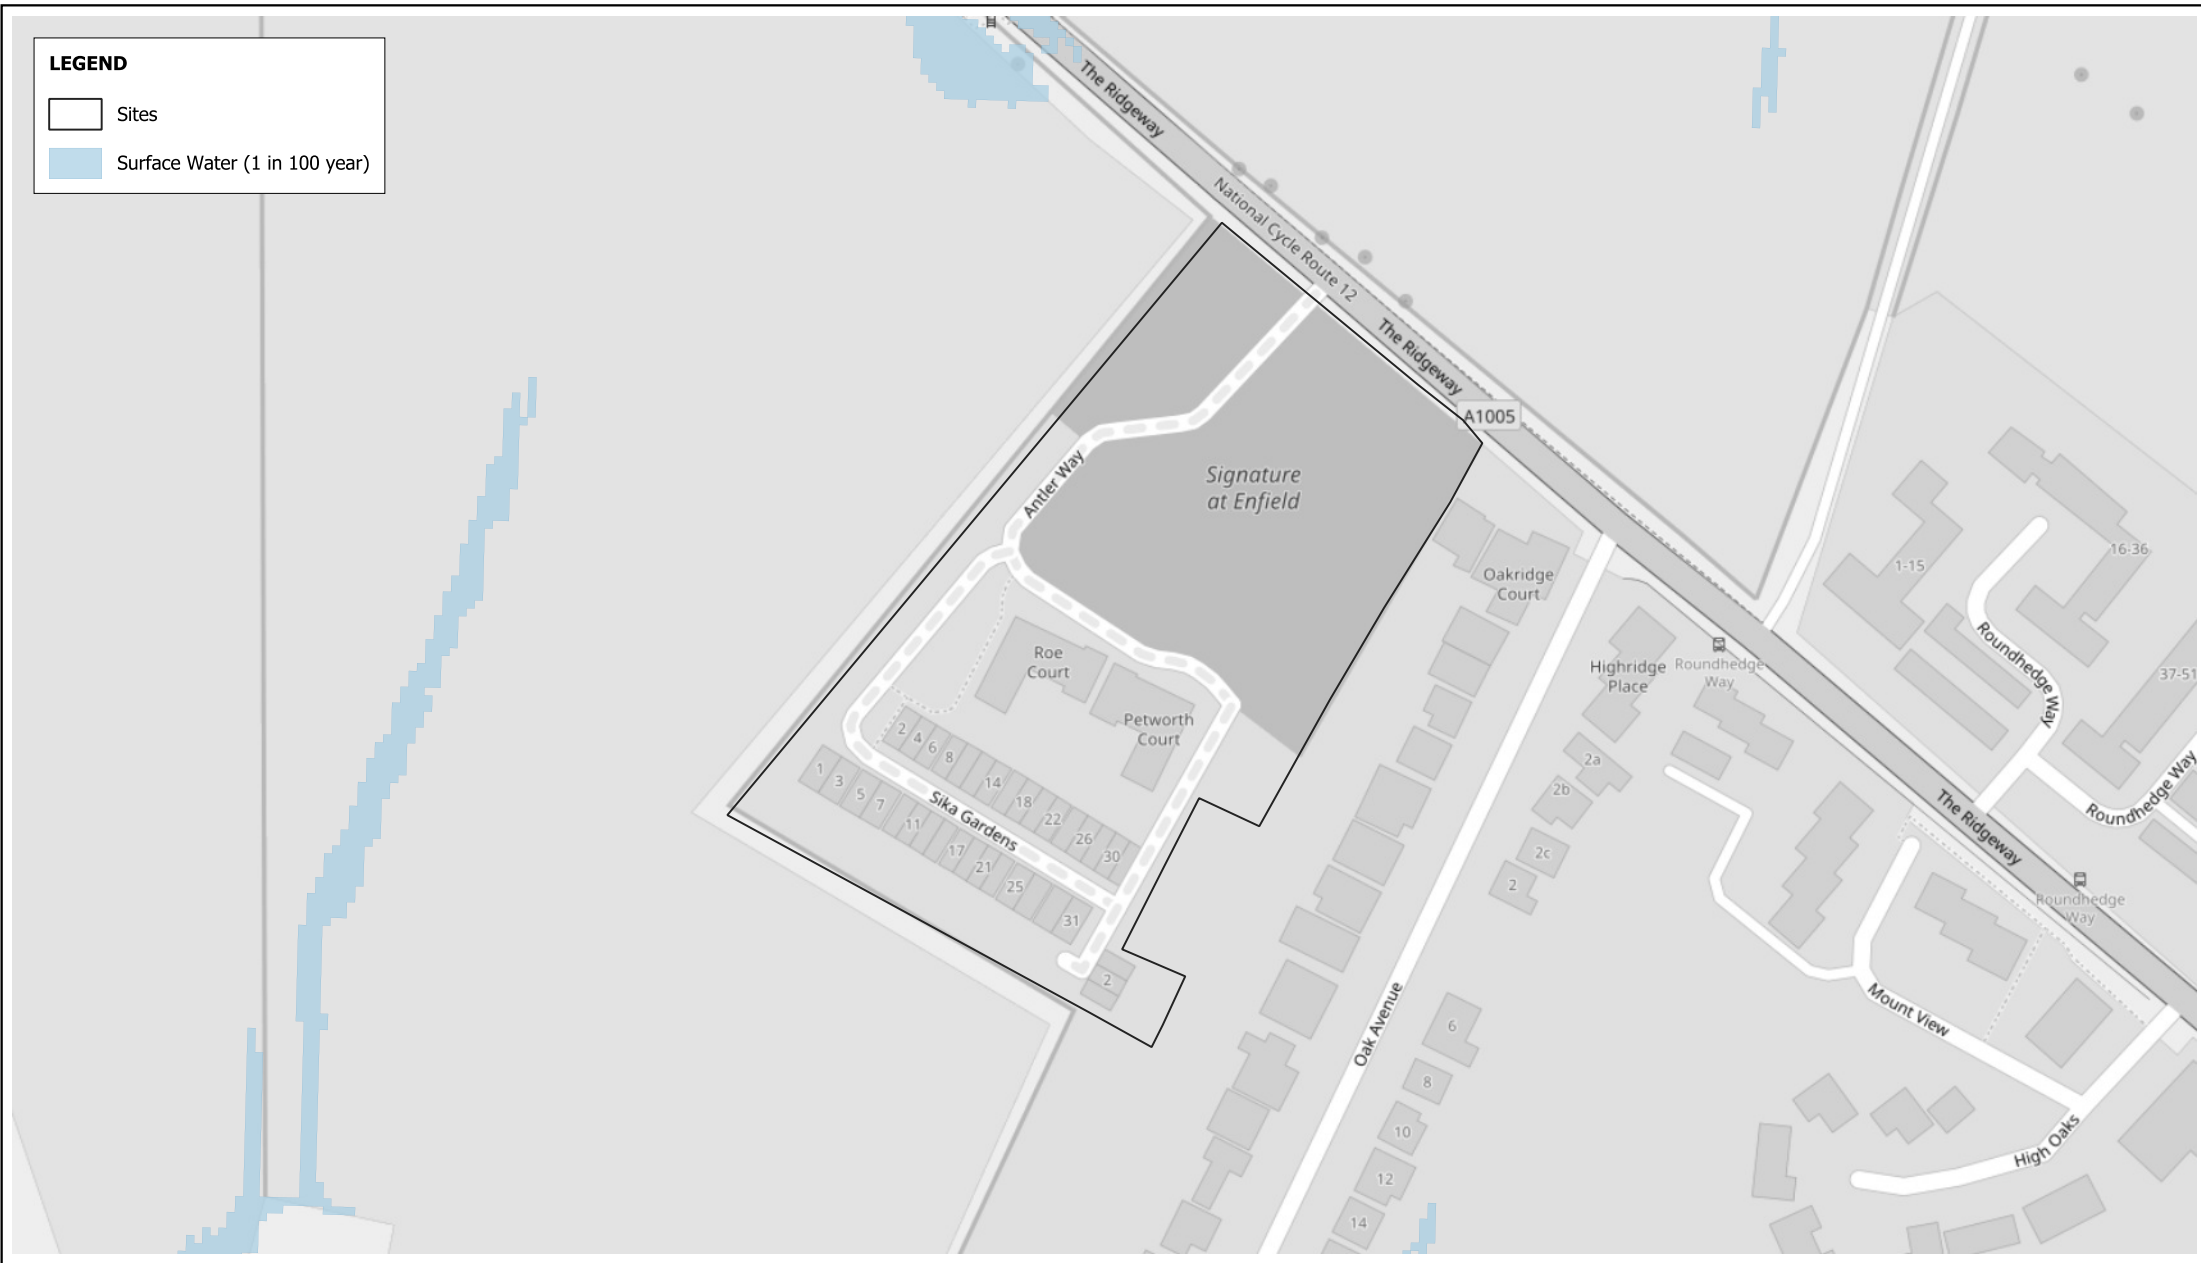 LEGEND
Sites
Surface Water (1 in 100 year)
The Ridgeway
National Cycle Route 12
The Ridgeway
A1005
Signature
at Enfield
Antler Way
Oakridge
Court
Roe
Court
Petworth
Court
Highridge
Place
Roundhedge
Way
1-15
16-36
37-51
Roundhedge Way
Roundhedge Way
2
4
6
8
14
18
22
26
30
1
3
5
7
11
17
21
25
31
2
Sika Gardens
2a
2b
2c
2
The Ridgeway
Roundhedge
Way
Oak Avenue
6
8
10
12
14
Mount View
High Oaks